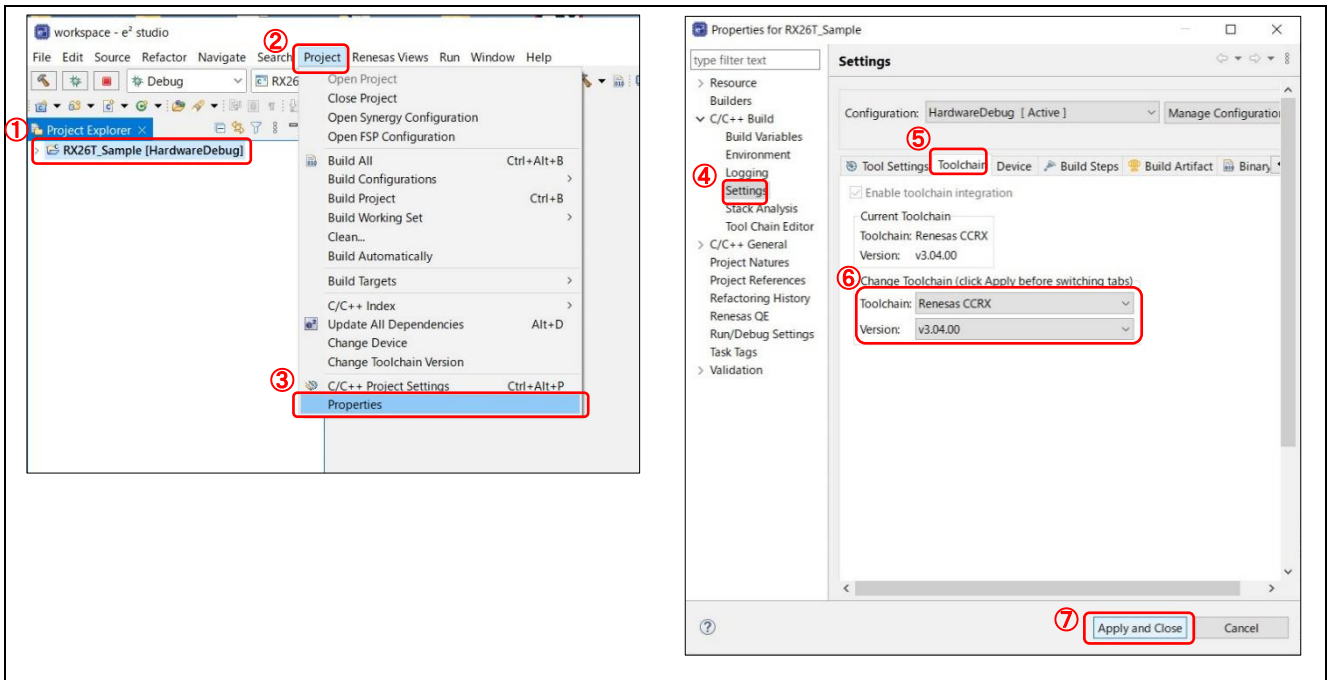 workspace - e² studio
②
File Edit Source Refactor Navigate Search Project Renesas Views Run Window Help
Debug RX26
① Project Explorer
RX26T_Sample [HardwareDebug]
Open Project
Close Project
Open Synergy Configuration
Open FSP Configuration
Build All Ctrl+Alt+B
Build Configurations
Build Project Ctrl+B
Build Working Set
Clean...
Build Automatically
Build Targets
C/C++ Index
Update All Dependencies Alt+D
Change Device
Change Toolchain Version
③ C/C++ Project Settings Ctrl+Alt+P
Properties
Properties for RX26T_Sample
type filter text
Resource
Builders
C/C++ Build
Build Variables
Environment
Logging
④
Settings
Stack Analysis
Tool Chain Editor
C/C++ General
Project Natures
Project References
Refactoring History
Renesas QE
Run/Debug Settings
Task Tags
Validation
Settings
Configuration: HardwareDebug [ Active ] Manage Configuration
⑤
Tool Settings Toolchain Device Build Steps Build Artifact Binary
Enable toolchain integration
Current Toolchain
Toolchain: Renesas CCRX
Version: v3.04.00
⑥ Change Toolchain (click Apply before switching tabs)
Toolchain: Renesas CCRX
Version: v3.04.00
⑦ Apply and Close Cancel